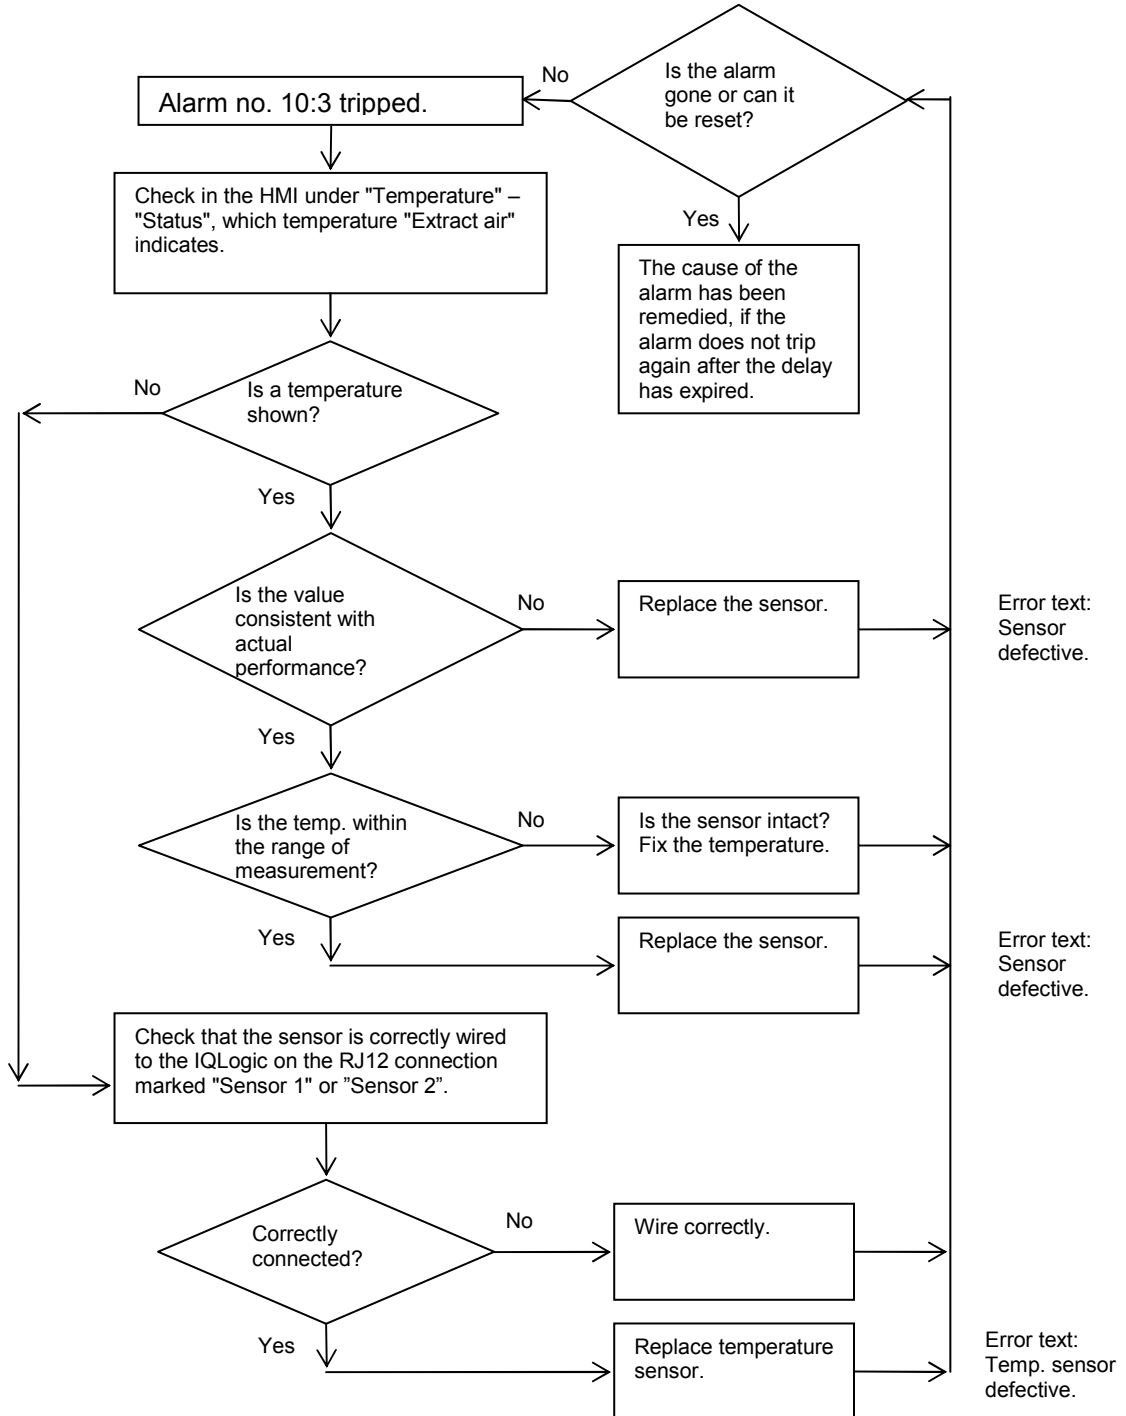 Is the alarm
gone or can it
be reset?
No
Alarm no. 10:3 tripped.
Check in the HMI under "Temperature" –
"Status", which temperature "Extract air"
indicates.
Yes
The cause of the
alarm has been
remedied, if the
alarm does not trip
again after the delay
has expired.
No
Is a temperature
shown?
Yes
Is the value
consistent with
actual
performance?
No
Replace the sensor.
Error text:
Sensor
defective.
Yes
Is the temp. within
the range of
measurement?
No
Is the sensor intact?
Fix the temperature.
Yes
Replace the sensor.
Error text:
Sensor
defective.
Check that the sensor is correctly wired
to the IQLogic on the RJ12 connection
marked "Sensor 1" or ”Sensor 2”.
Correctly
connected?
No
Wire correctly.
Yes
Replace temperature
sensor.
Error text:
Temp. sensor
defective.